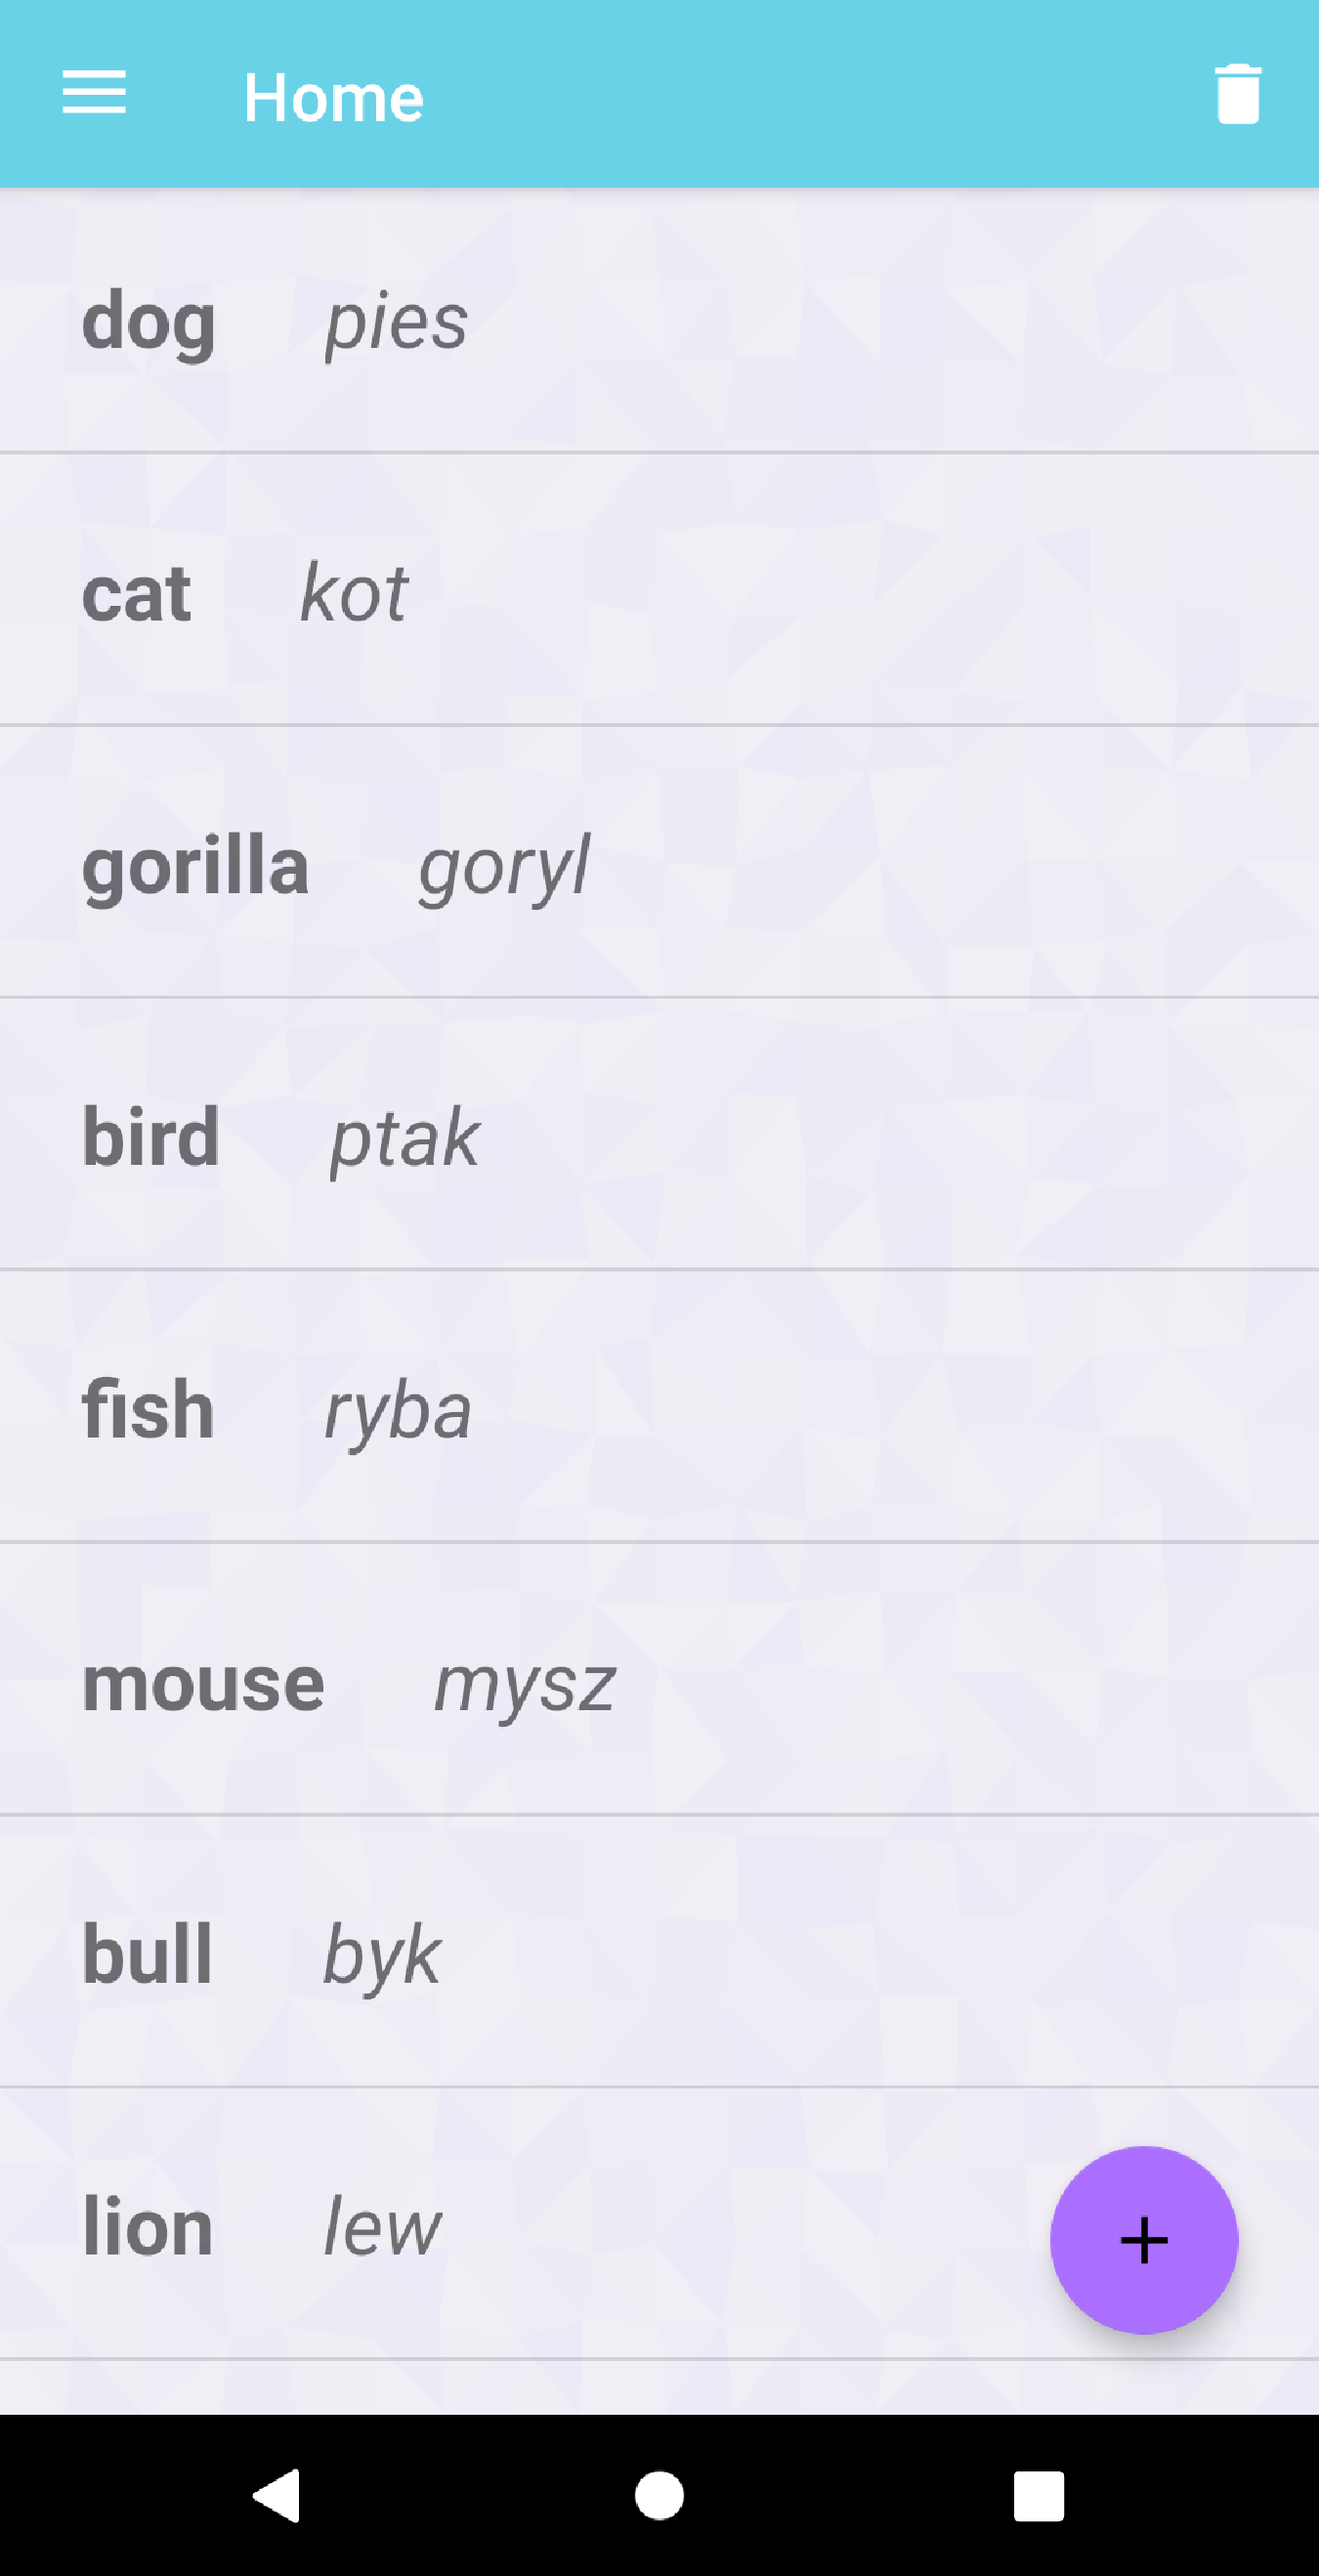 Home
dog pies
cat kot
gorilla goryl
bird ptak
fish ryba
mouse mysz
bull byk
lion lew